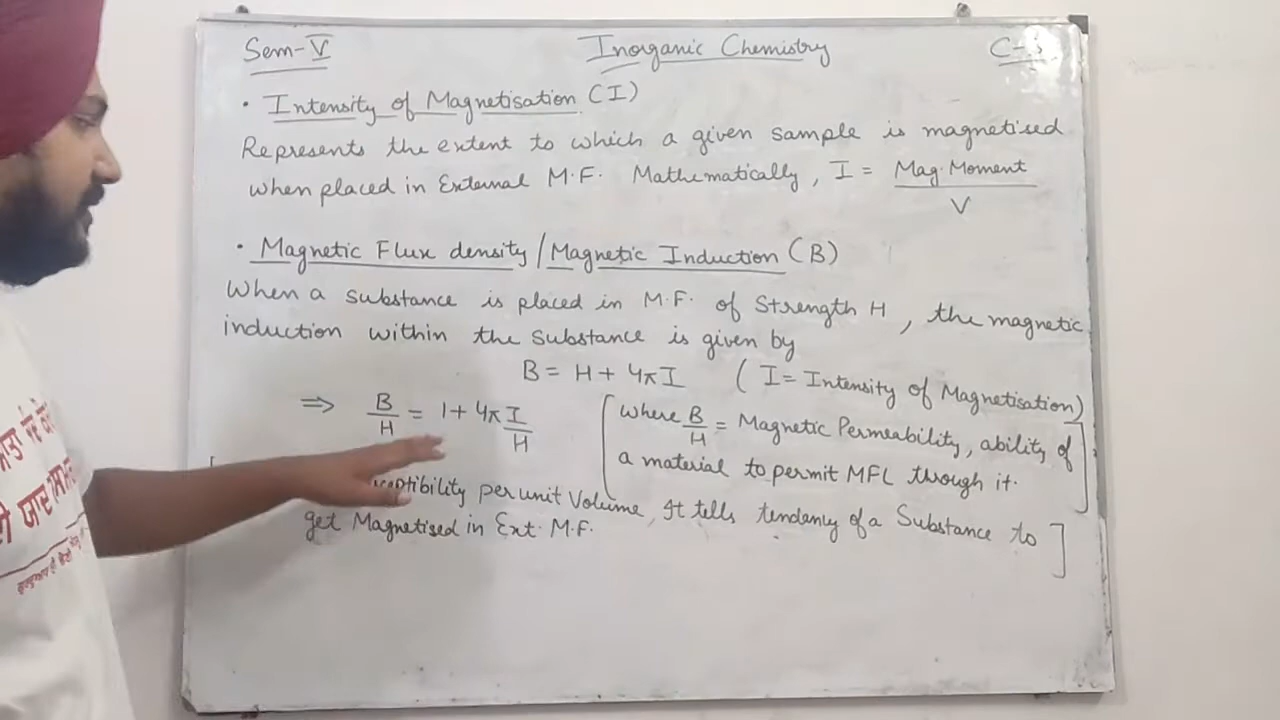 Sem-V Inorganic Chemistry
• Intensity of Magnetisation (I)
Represents the extent to which a given sample is magnetised
when placed in External M.F. Mathematically, I = Mag. Moment / V
• Magnetic Flux density / Magnetic Induction (B)
When a substance is placed in M.F. of Strength H, the magnetic
induction within the substance is given by
B = H + 4πI ( I = Intensity of Magnetisation)
⇒ B/H = 1 + 4π I/H [where B/H = Magnetic Permeability, ability of
a material to permit MFL through it.]
per unit Volume, It tells tendancy of a Substance to
get Magnetised in Ext. M.F.]